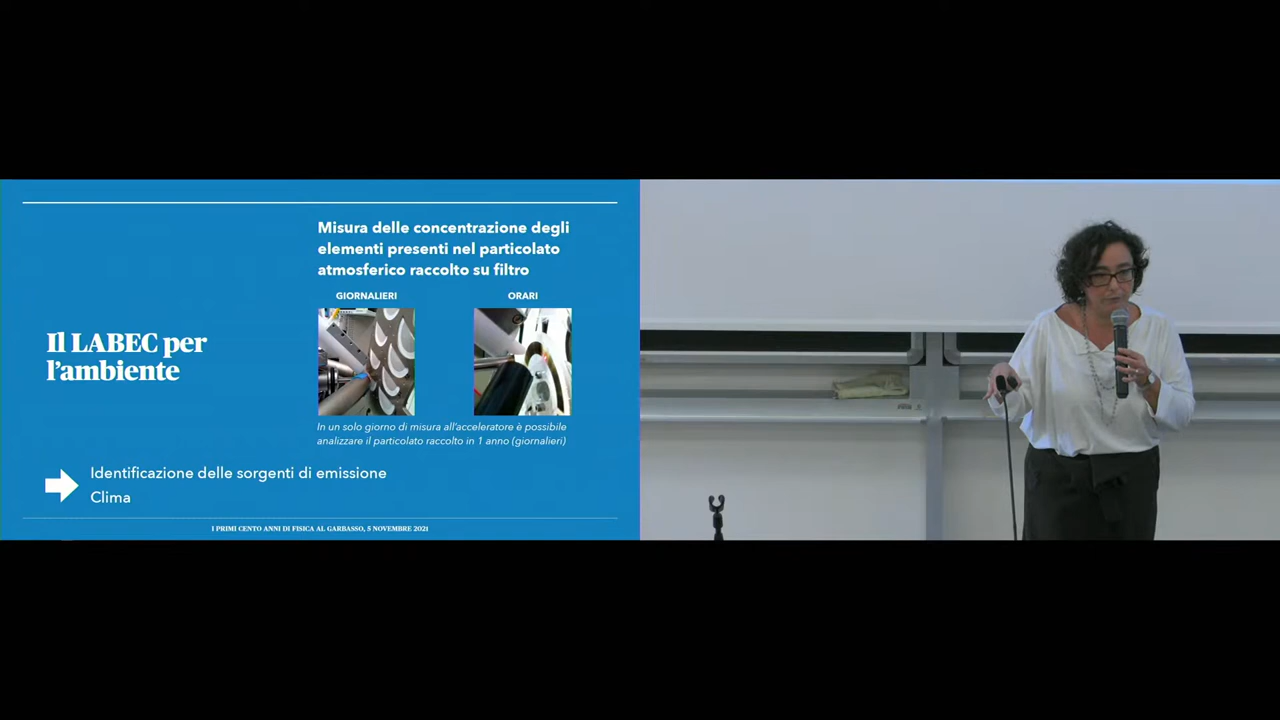 Misura delle concentrazione degli
elementi presenti nel particolato
atmosferico raccolto su filtro
GIORNALIERI
ORARI
Il LABEC per
l'ambiente
In un solo giorno di misura all'acceleratore è possibile
analizzare il particolato raccolto in 1 anno (giornalieri)
Identificazione delle sorgenti di emissione
Clima
I PRIMI CENTO ANNI DI FISICA AL GARBASSO, 5 NOVEMBRE 2021